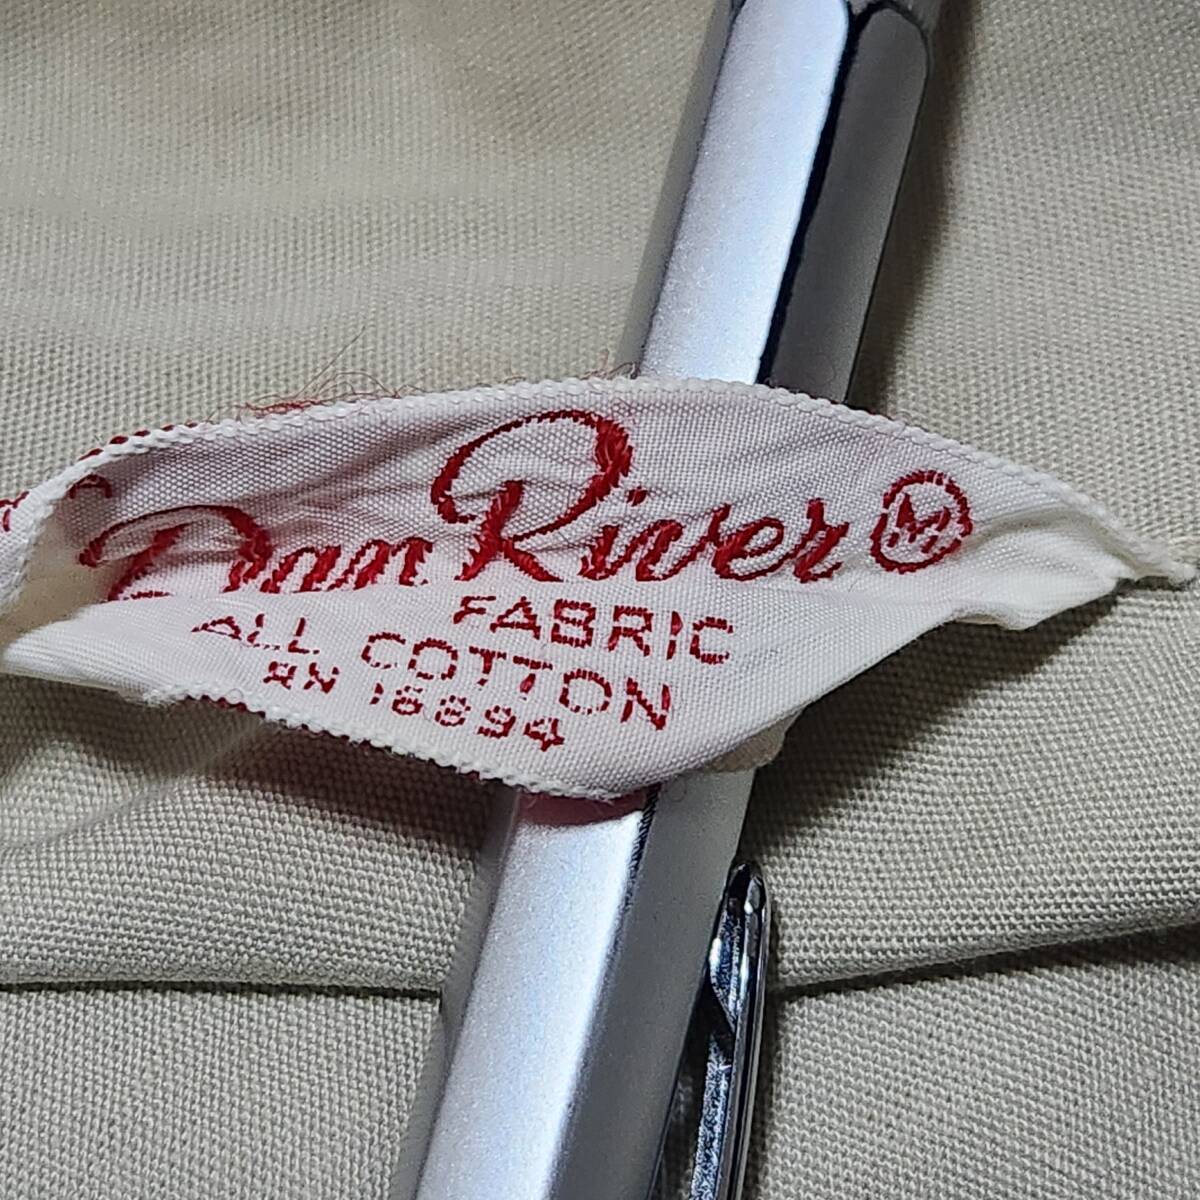 Dan River
FABRIC
ALL COTTON
RN 16894